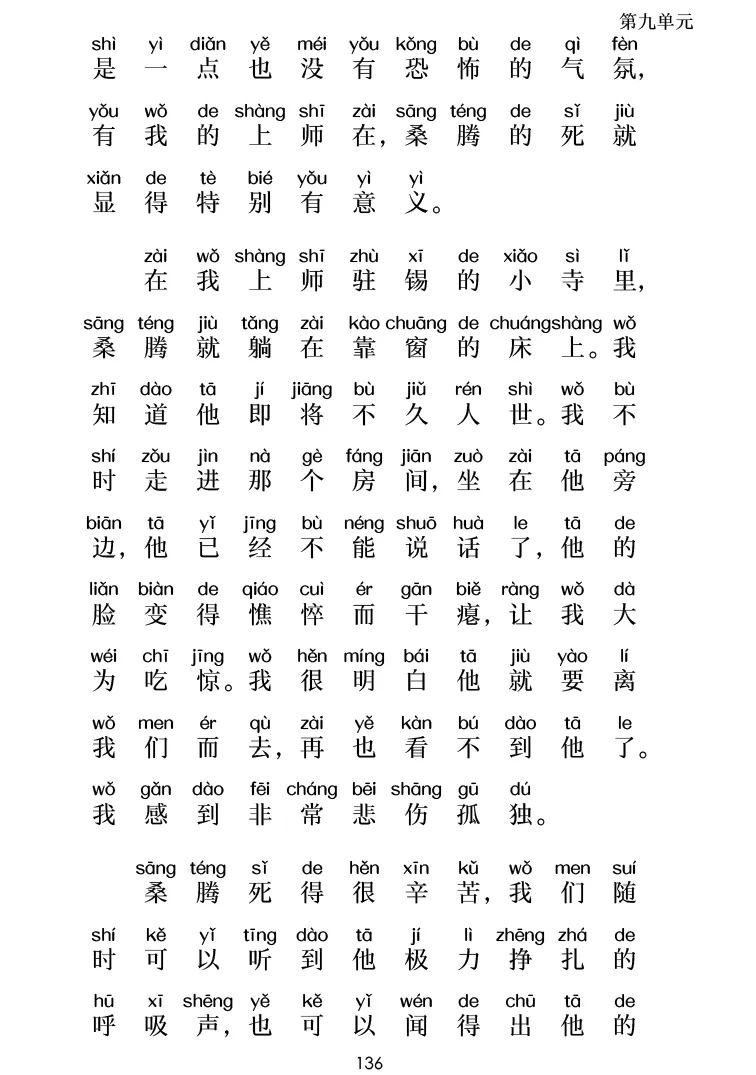 第九单元
shì yì diǎn yě méi yǒu kǒng bù de qì fèn
是一点也没有恐怖的气氛,
yǒu wǒ de shàng shī zài sāng téng de sǐ jiù
有我的上师在,桑腾的死就
xiǎn de tè bié yǒu yì yì
显得特别有意义。
zài wǒ shàng shī zhù xī de xiǎo sì lǐ
在我上师驻锡的小寺里,
sāng téng jiù tǎng zài kào chuāng de chuáng shàng wǒ
桑腾就躺在靠窗的床上。我
zhī dào tā jí jiāng bù jiǔ rén shì wǒ bù
知道他即将不久人世。我不
shí zǒu jìn nà gè fáng jiān zuò zài tā páng
时走进那个房间,坐在他旁
biān tā yǐ jīng bù néng shuō huà le tā de
边,他已经不能说话了,他的
liǎn biàn de qiáo cuì ér gān biě ràng wǒ dà
脸变得憔悴而干瘪,让我大
wéi chī jīng wǒ hěn míng bái tā jiù yào lí
为吃惊。我很明白他就要离
wǒ men ér qù zài yě kàn bú dào tā le
我们而去,再也看不到他了。
wǒ gǎn dào fēi cháng bēi shāng gū dú
我感到非常悲伤孤独。
sāng téng sǐ de hěn xīn kǔ wǒ men suí
桑腾死得很辛苦,我们随
shí kě yǐ tīng dào tā jí lì zhēng zhá de
时可以听到他极力挣扎的
hū xī shēng yě kě yǐ wén de chū tā de
呼吸声,也可以闻得出他的
136